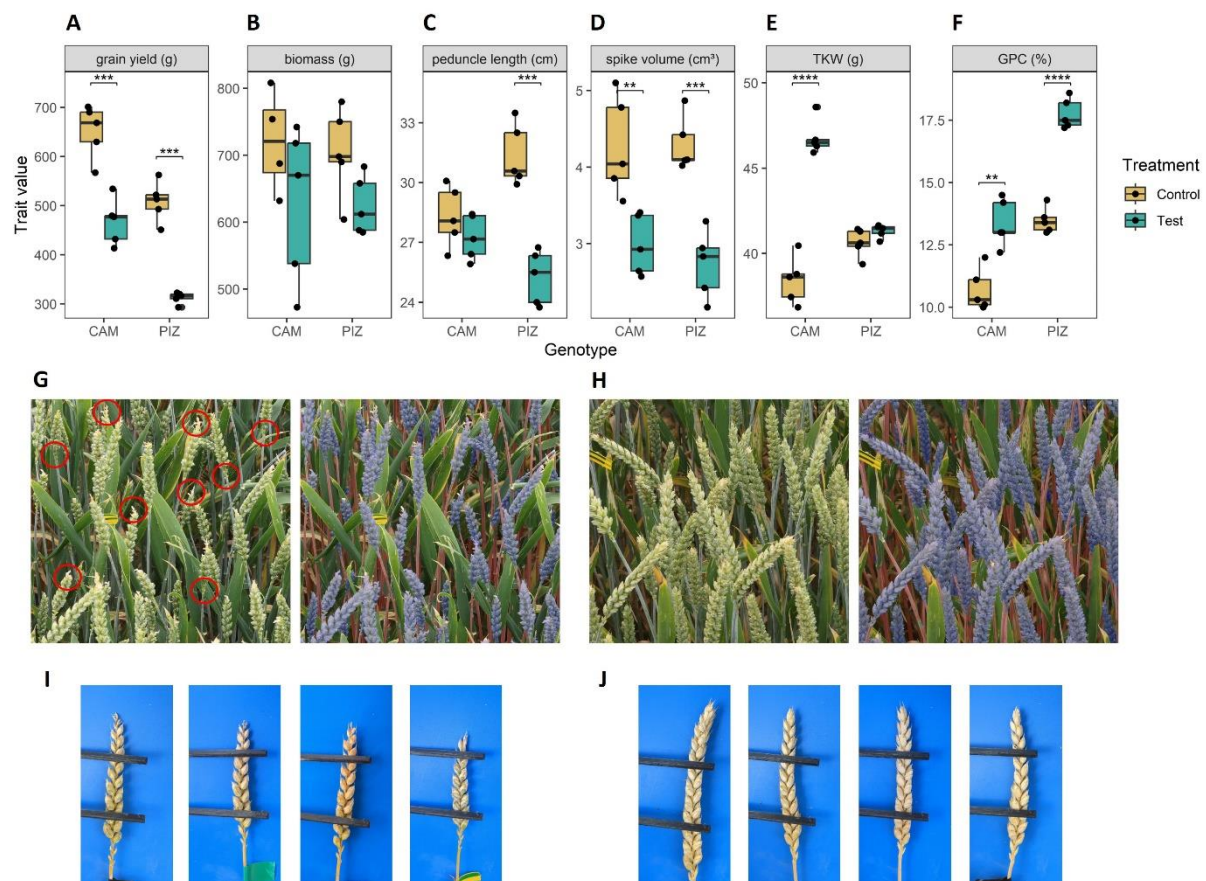 A B C D E F
grain yield (g) biomass (g) peduncle length (cm) spike volume (cm³) TKW (g) GPC (%)
*** *** *** ** *** **** ** ****
Trait value
700
600
500
400
300
800
700
600
500
33
30
27
24
5
4
3
50
45
40
17.5
15.0
12.5
10.0
CAM PIZ CAM PIZ CAM PIZ CAM PIZ CAM PIZ CAM PIZ
Genotype
Treatment
Control
Test
G H
I J